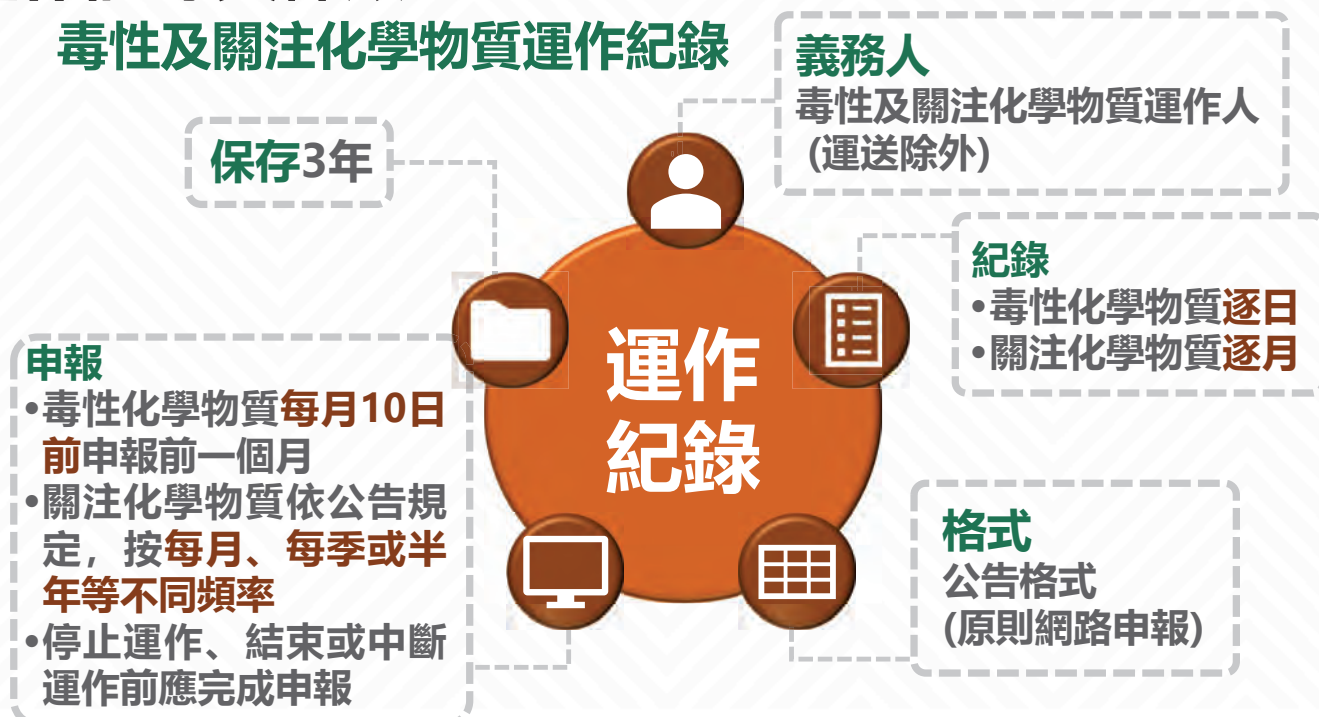 毒性及關注化學物質運作紀錄
義務人
毒性及關注化學物質運作人
(運送除外)
保存3年
紀錄
•毒性化學物質逐日
•關注化學物質逐月
運作
紀錄
申報
•毒性化學物質每月10日
前申報前一個月
•關注化學物質依公告規
定，按每月、每季或半
年等不同頻率
•停止運作、結束或中斷
運作前應完成申報
格式
公告格式
(原則網路申報)